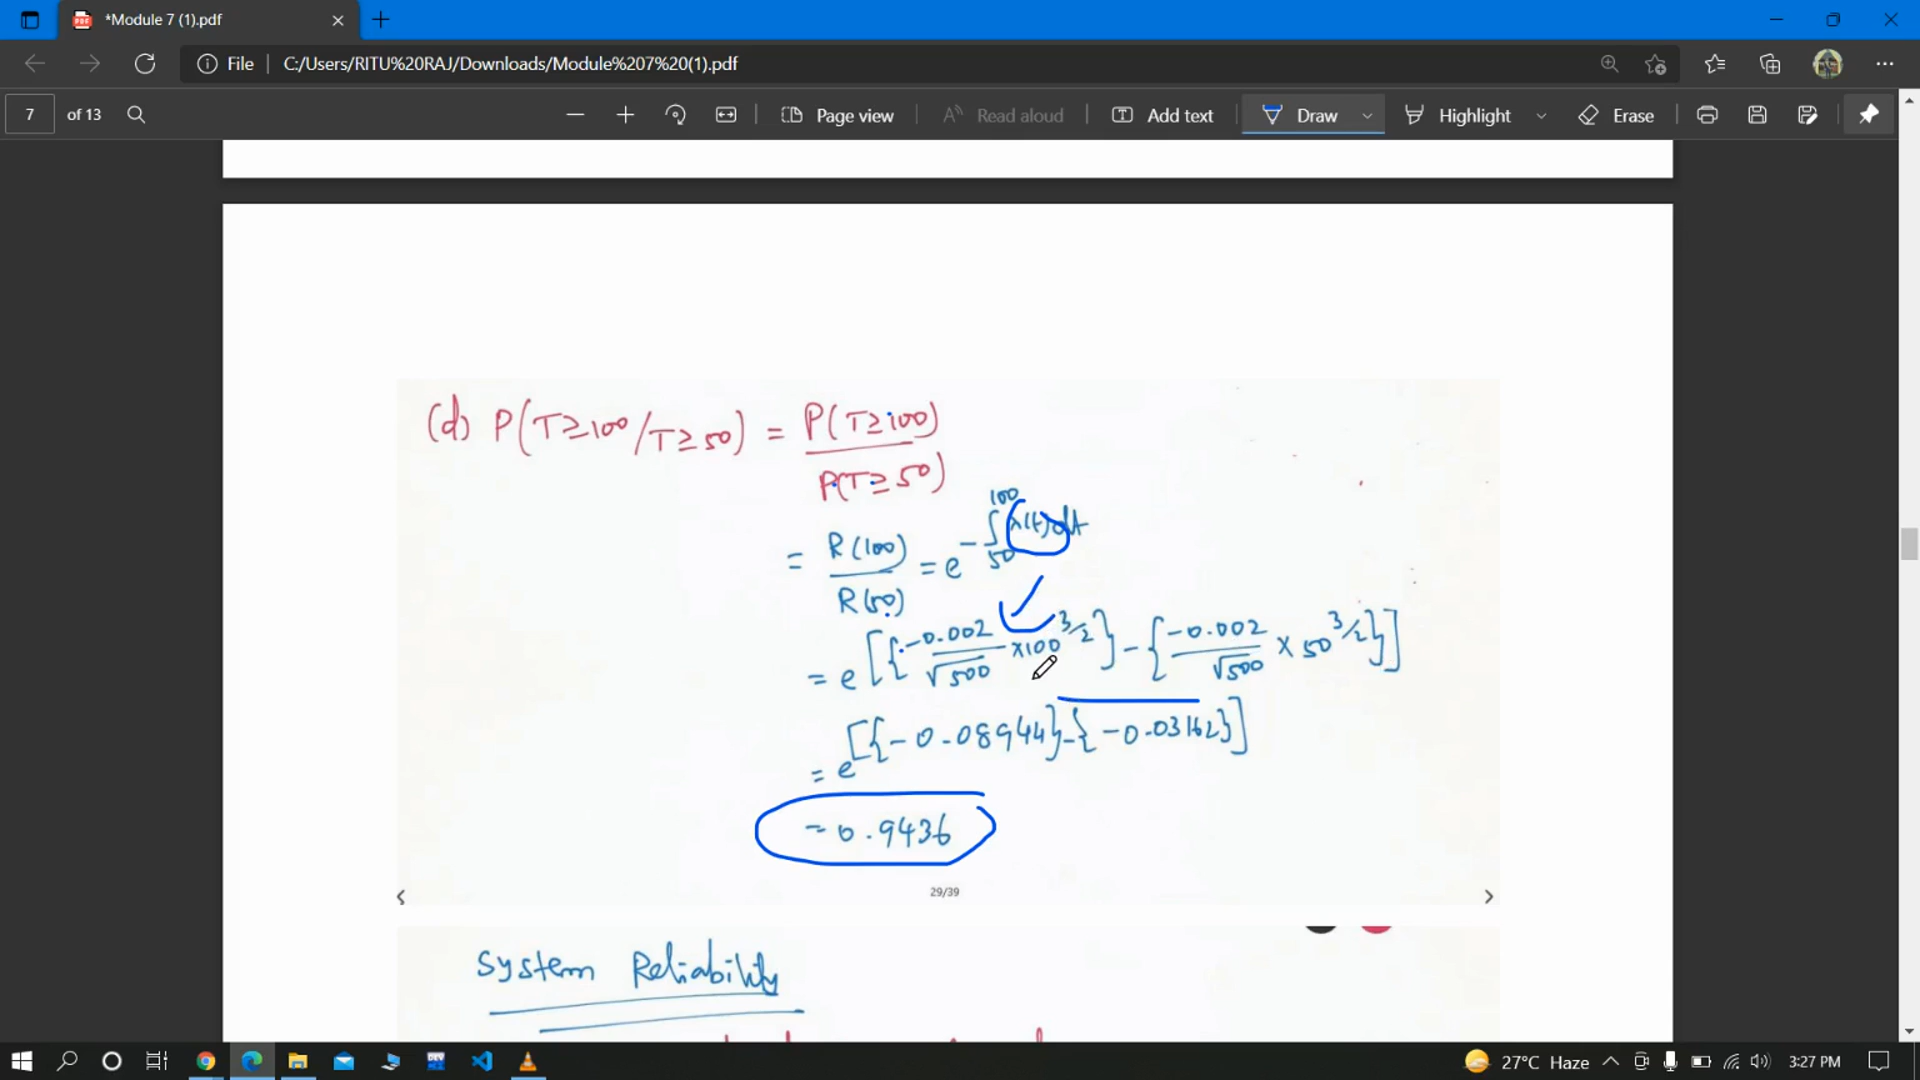 *Module 7 (1).pdf
File C:/Users/RITU%20RAJ/Downloads/Module%207%20(1).pdf
7 of 13 Page view Read aloud Add text Draw Highlight Erase
(d) P(T≥100/T≥50) = P(T≥100)
P(T≥50)
= R(100) = e^-∫ 100 λ(t)dt
50
R(50)
= e[{-0.002/√500 ×100^3/2} - {-0.002/√500 × 50^3/2}]
= e[{-0.08944}-{-0.03162}]
= 0.9436
29/39
System Reliability
27°C Haze 3:27 PM